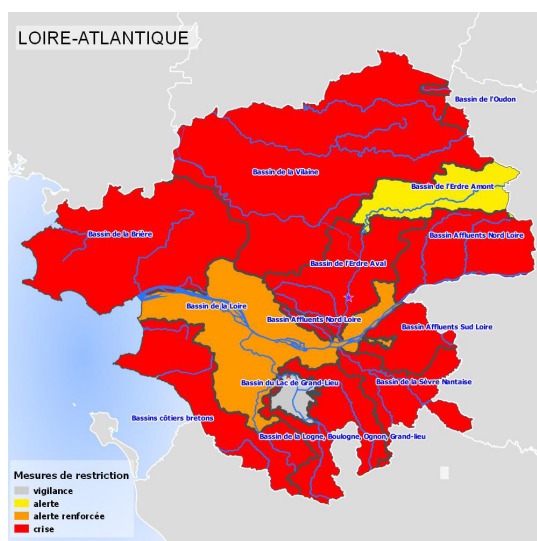 LOIRE-ATLANTIQUE
Bassin de l'Oudon
Bassin de la Vilaine
Bassin de l'Erdre Amont
Bassin de la Brière
Bassin Affluents Nord Loire
Bassin de l'Erdre Aval
Bassin de la Loire
Bassin Affluents Nord Loire
Bassin Affluents Sud Loire
Bassin du Lac de Grand-Lieu
Bassin de la Sèvre Nantaise
Bassins côtiers bretons
Bassin de la Logne, Boulogne, Ognon, Grand-lieu
Mesures de restriction
vigilance
alerte
alerte renforcée
crise